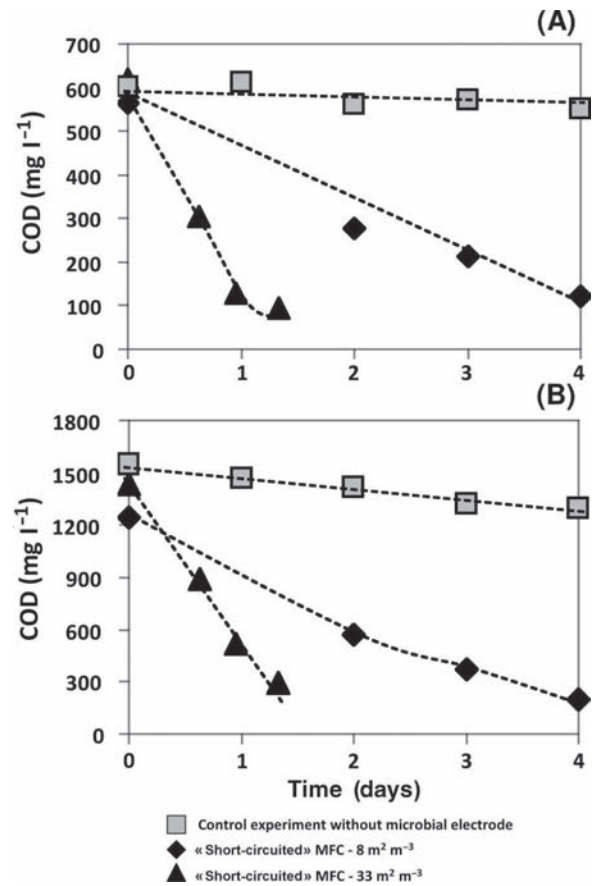 (A)
700
600
500
400
300
200
100
0
COD (mg l⁻¹)
0 1 2 3 4
(B)
1800
1500
1200
900
600
300
0
COD (mg l⁻¹)
0 1 2 3 4
Time (days)
Control experiment without microbial electrode
«Short-circuited» MFC - 8 m² m⁻³
«Short-circuited» MFC - 33 m² m⁻³